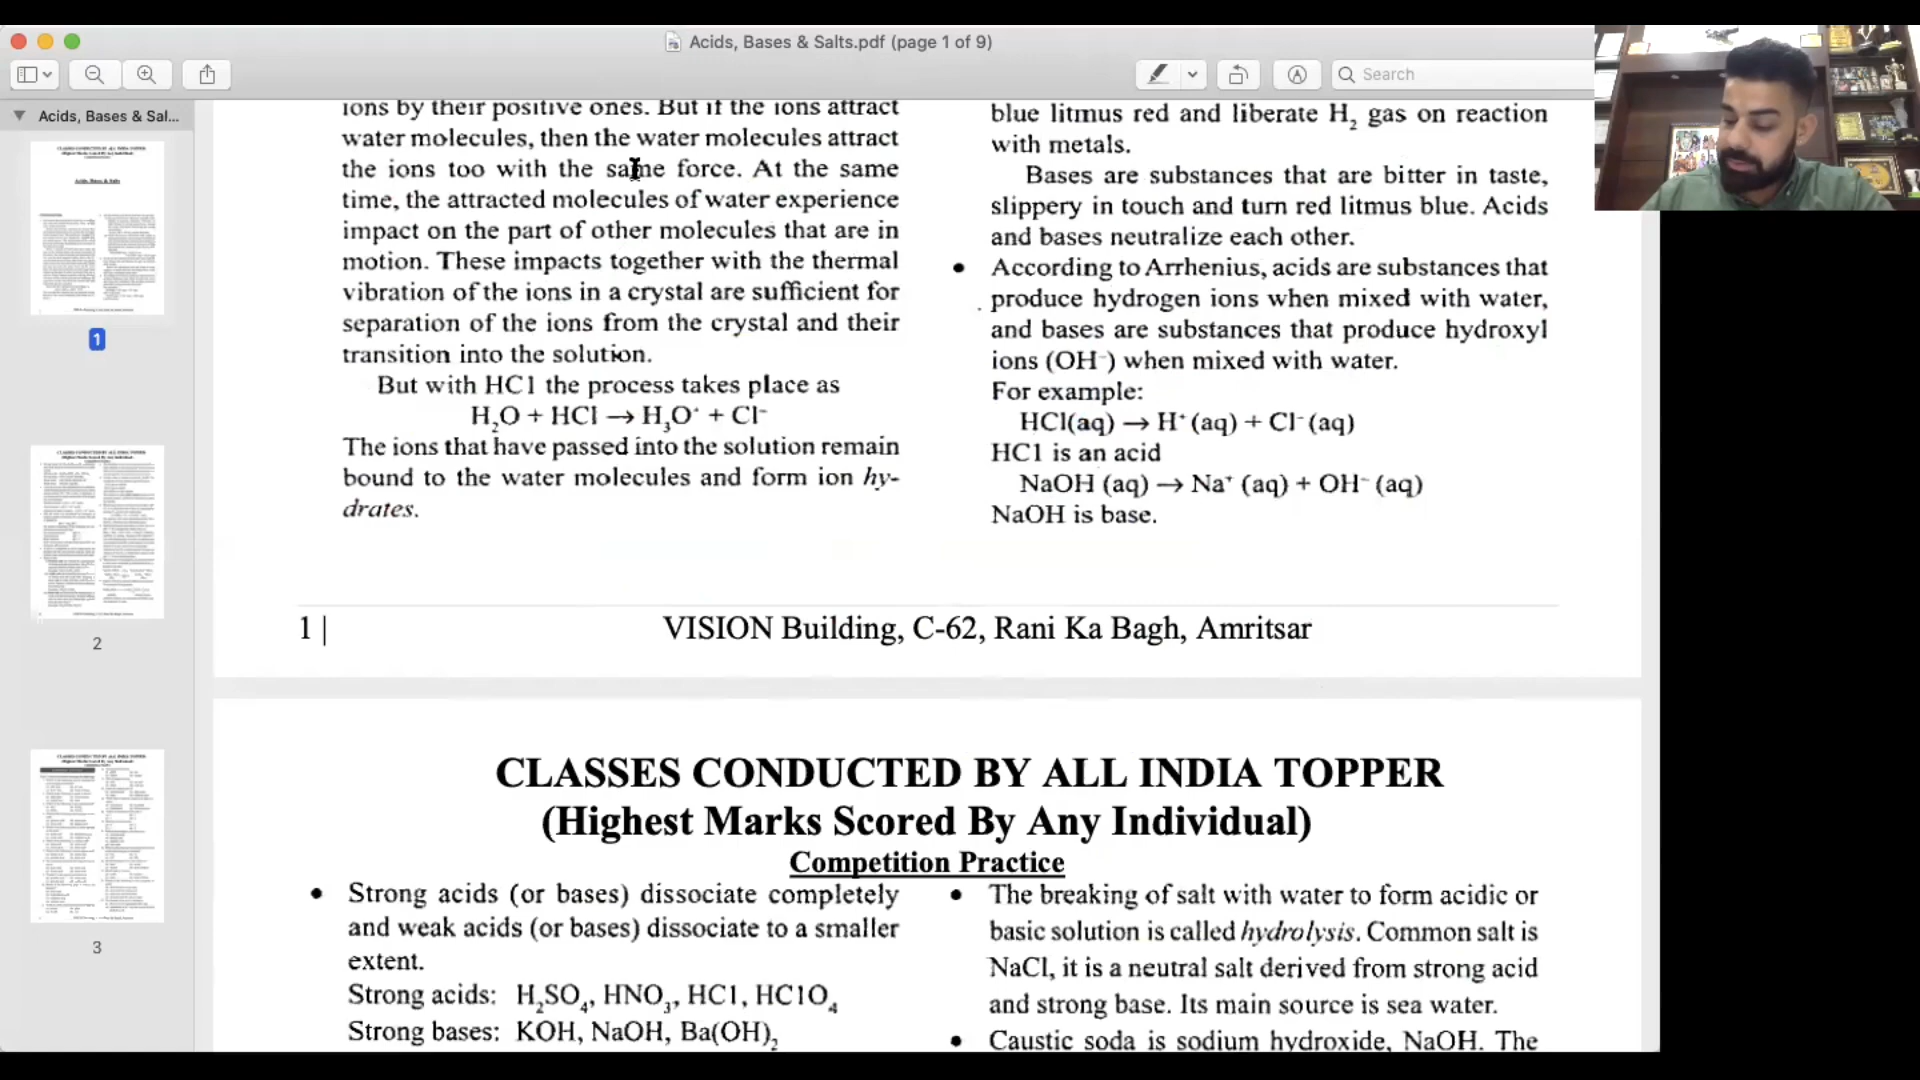 Acids, Bases & Salts.pdf (page 1 of 9)
Search
Acids, Bases & Sal...
1
2
3
ions by their positive ones. But if the ions attract
water molecules, then the water molecules attract
the ions too with the same force. At the same
time, the attracted molecules of water experience
impact on the part of other molecules that are in
motion. These impacts together with the thermal
vibration of the ions in a crystal are sufficient for
separation of the ions from the crystal and their
transition into the solution.
But with HC1 the process takes place as
H₂O + HCl → H₃O⁺ + Cl⁻
The ions that have passed into the solution remain
bound to the water molecules and form ion hy-
drates.
blue litmus red and liberate H₂ gas on reaction
with metals.
Bases are substances that are bitter in taste,
slippery in touch and turn red litmus blue. Acids
and bases neutralize each other.
• According to Arrhenius, acids are substances that
produce hydrogen ions when mixed with water,
and bases are substances that produce hydroxyl
ions (OH⁻) when mixed with water.
For example:
HCl(aq) → H⁺ (aq) + Cl⁻ (aq)
HC1 is an acid
NaOH (aq) → Na⁺ (aq) + OH⁻ (aq)
NaOH is base.
1 | VISION Building, C-62, Rani Ka Bagh, Amritsar
CLASSES CONDUCTED BY ALL INDIA TOPPER
(Highest Marks Scored By Any Individual)
Competition Practice
• Strong acids (or bases) dissociate completely
and weak acids (or bases) dissociate to a smaller
extent.
Strong acids: H₂SO₄, HNO₃, HC1, HC1O₄
Strong bases: KOH, NaOH, Ba(OH)₂
• The breaking of salt with water to form acidic or
basic solution is called hydrolysis. Common salt is
NaCl, it is a neutral salt derived from strong acid
and strong base. Its main source is sea water.
• Caustic soda is sodium hydroxide, NaOH. The